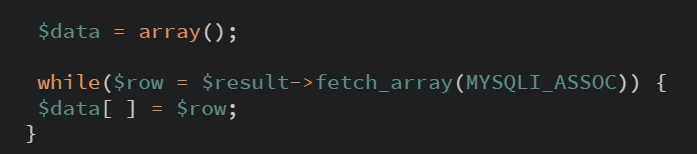 $data = array();
while($row = $result->fetch_array(MYSQLI_ASSOC)) {
$data[ ] = $row;
}